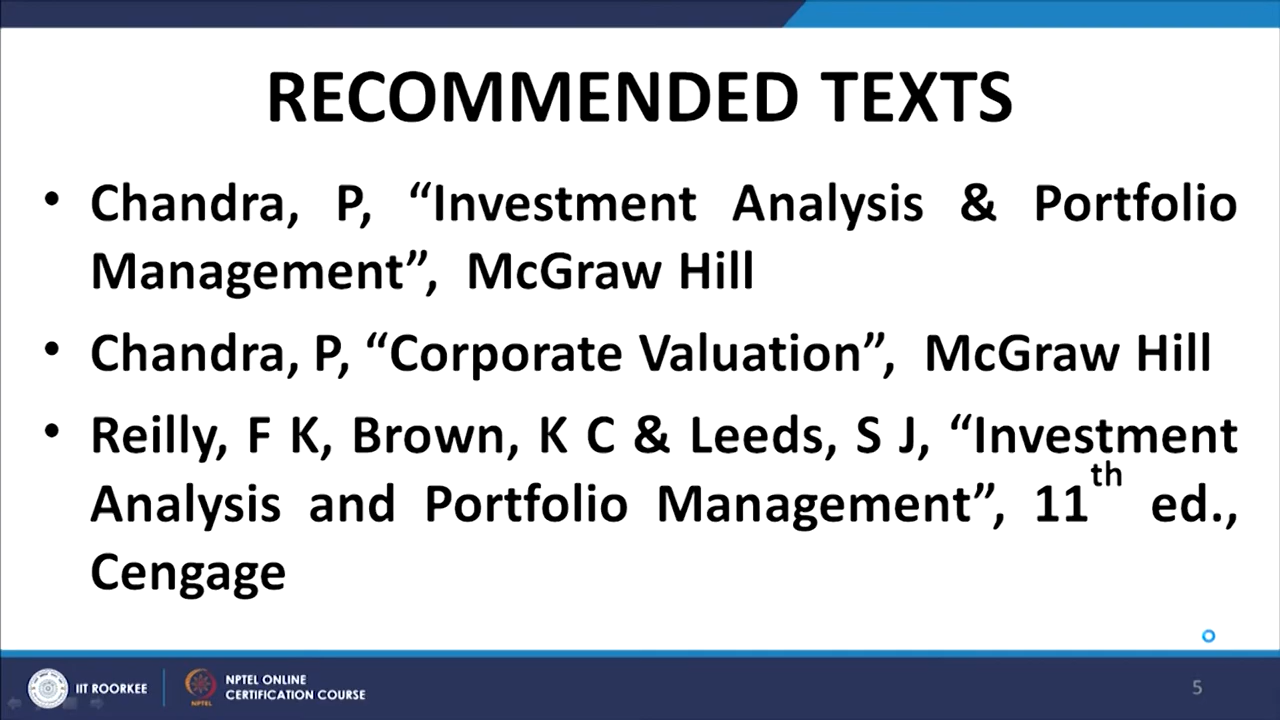 RECOMMENDED TEXTS
• Chandra, P, “Investment Analysis & Portfolio
Management”, McGraw Hill
• Chandra, P, “Corporate Valuation”, McGraw Hill
• Reilly, F K, Brown, K C & Leeds, S J, “Investment
Analysis and Portfolio Management”, 11th ed.,
Cengage
IIT ROORKEE
NPTEL
NPTEL ONLINE
CERTIFICATION COURSE
5